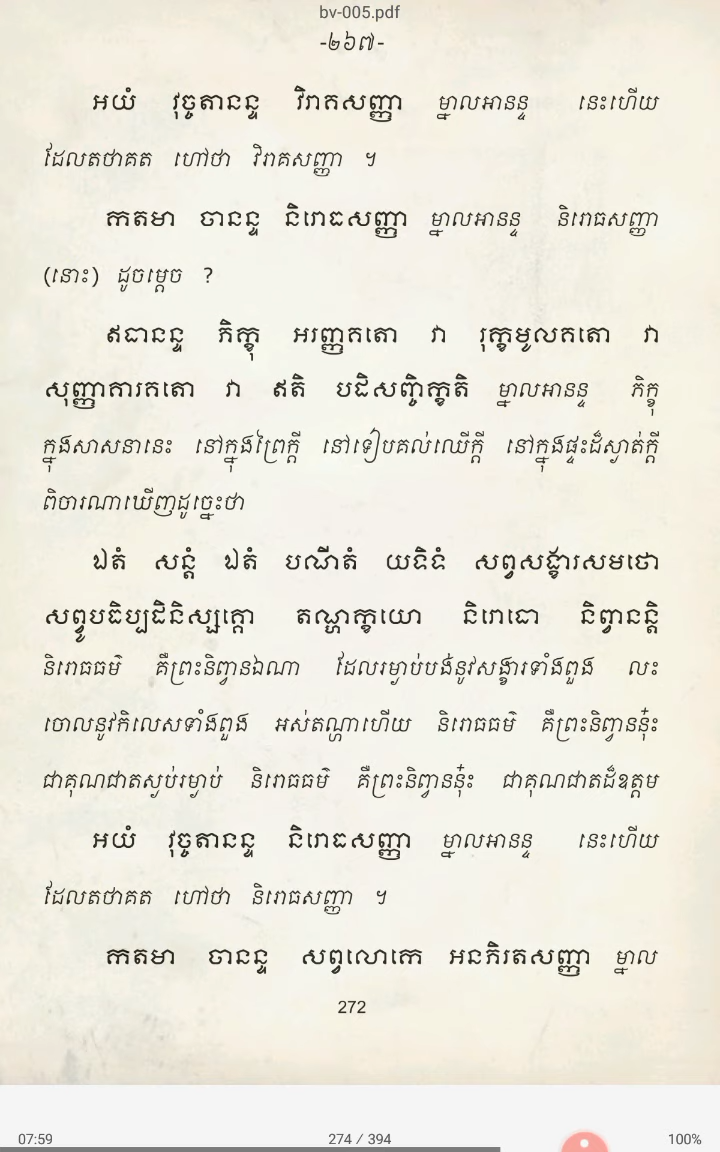 bv-005.pdf
-២៦៧-
អយំ វុច្ចតានន្ទ វិរាគសញ្ញា ម្នាលអានន្ទ នេះហើយ
ដែលតថាគត ហៅថា វិរាគសញ្ញា ។
កតមា ចានន្ទ និរោធសញ្ញា ម្នាលអានន្ទ និរោធសញ្ញា
(នោះ) ដូចម្ដេច ?
ឥធានន្ទ ភិក្ខុ អរញ្ញគតោ វា រុក្ខមូលគតោ វា
សុញ្ញាគារគតោ វា ឥតិ បដិសញ្ចិក្ខតិ ម្នាលអានន្ទ ភិក្ខុ
ក្នុងសាសនានេះ នៅក្នុងព្រៃក្ដី នៅទៀបគល់ឈើក្ដី នៅក្នុងផ្ទះដ៏ស្ងាត់ក្ដី
ពិចារណាឃើញដូច្នេះថា
ឯតំ សន្តំ ឯតំ បណីតំ យទិទំ សព្វសង្ខារសមថោ
សព្វូបធិប្បដិនិស្សគ្គោ តណ្ហក្ខយោ និរោធោ និព្វានន្តិ
និរោធធម៌ គឺព្រះនិព្វានឯណា ដែលរម្ងាប់បង់នូវសង្ខារទាំងពួង លះ
ចោលនូវកិលេសទាំងពួង អស់តណ្ហាហើយ និរោធធម៌ គឺព្រះនិព្វាននុ៎ះ
ជាគុណជាតស្ងប់រម្ងាប់ និរោធធម៌ គឺព្រះនិព្វាននុ៎ះ ជាគុណជាតដ៏ឧត្តម
អយំ វុច្ចតានន្ទ និរោធសញ្ញា ម្នាលអានន្ទ នេះហើយ
ដែលតថាគត ហៅថា និរោធសញ្ញា ។
កតមា ចានន្ទ សព្វលោកេ អនភិរតសញ្ញា ម្នាល
272
07:59 274 / 394 100%